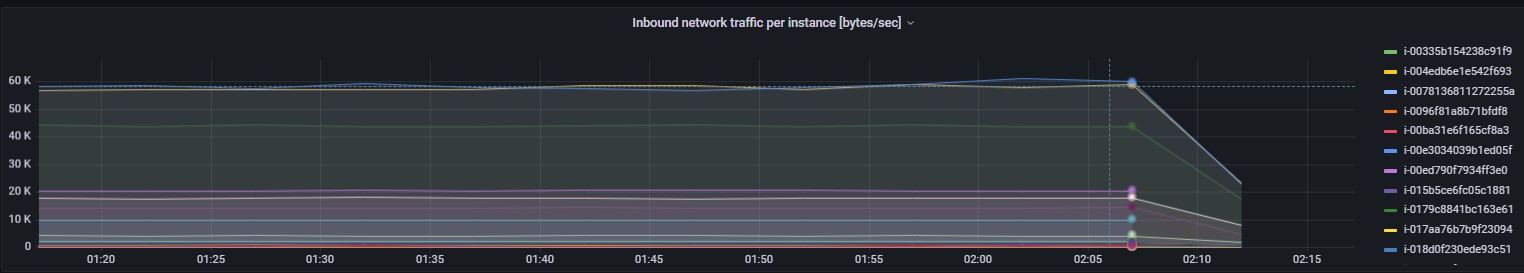 Inbound network traffic per instance [bytes/sec]
60 K
50 K
40 K
30 K
20 K
10 K
0
01:20 01:25 01:30 01:35 01:40 01:45 01:50 01:55 02:00 02:05 02:10 02:15
i-00335b154238c91f9
i-004edb6e1e542f693
i-0078136811272255a
i-0096f81a8b71bfdf8
i-00ba31e6f165cf8a3
i-00e3034039b1ed05f
i-00ed790f7934ff3e0
i-015b5ce6fc05c1881
i-0179c8841bc163e61
i-017aa76b7b9f23094
i-018d0f230ede93c51